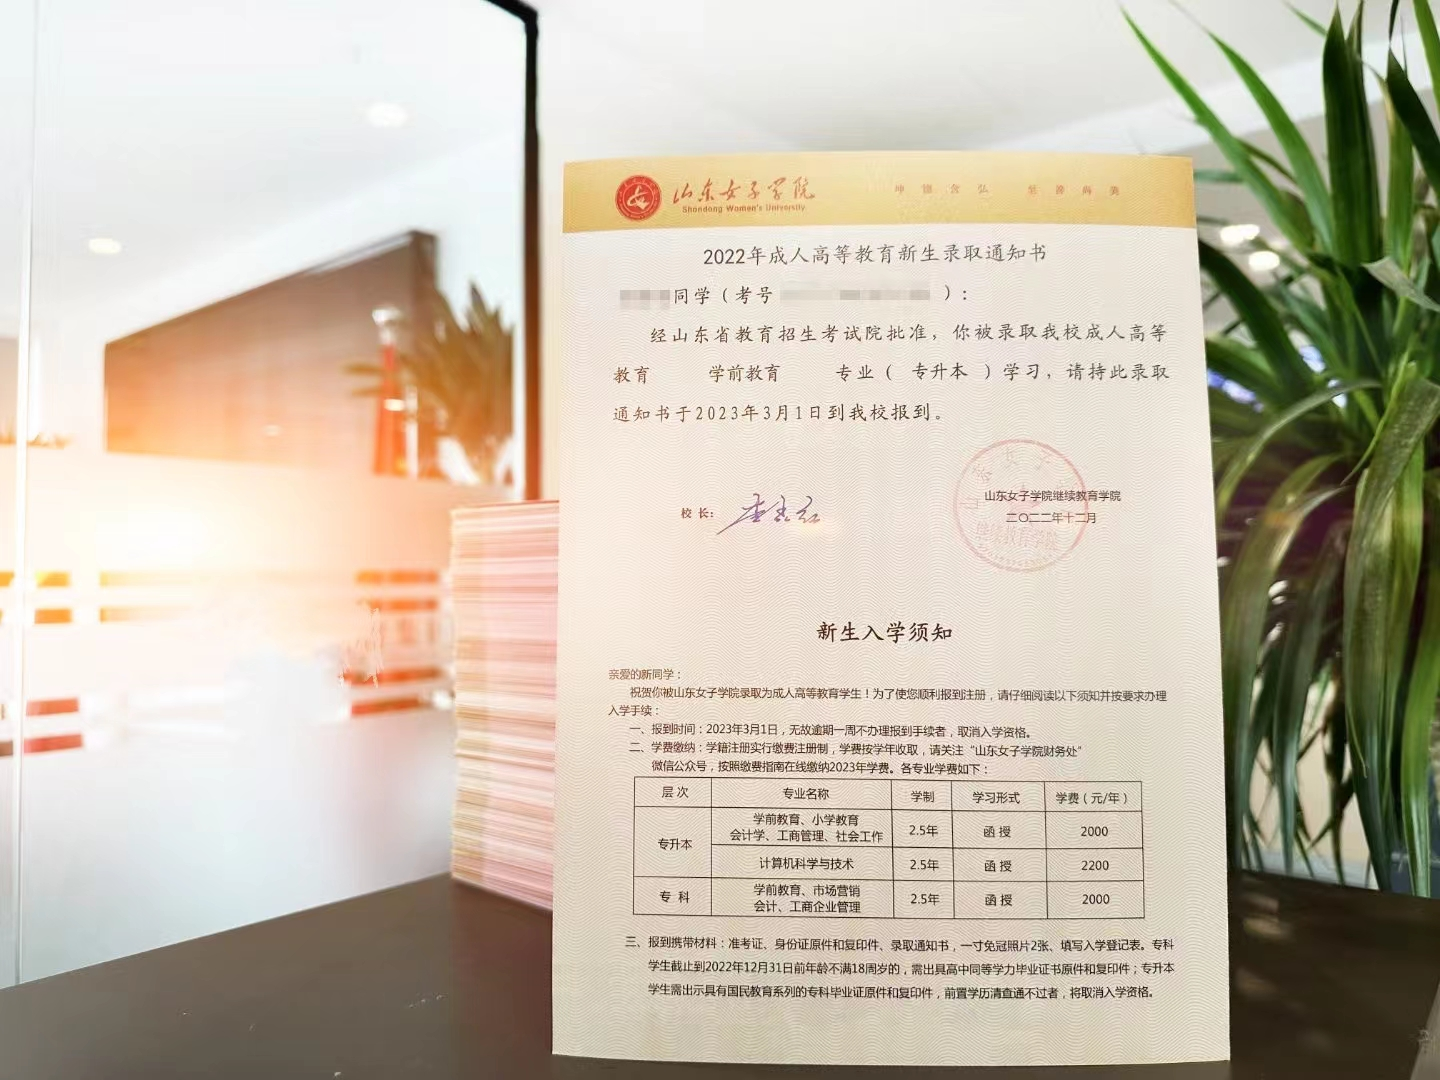 山东女子学院
Shandong Women's University
坤德含弘 至善尚美
2022年成人高等教育新生录取通知书
同学（考号 ）：
经山东省教育招生考试院批准，你被录取我校成人高等
教育 学前教育 专业（ 专升本 ）学习，请持此录取
通知书于2023年3月1日到我校报到。
校 长：
山东女子学院继续教育学院
二〇二二年十二月
继续教育学院
新生入学须知
亲爱的新同学：
祝贺你被山东女子学院录取为成人高等教育学生！为了使您顺利报到注册，请仔细阅读以下须知并按要求办理
入学手续：
一、报到时间：2023年3月1日，无故逾期一周不办理报到手续者，取消入学资格。
二、学费缴纳：学籍注册实行缴费注册制，学费按学年收取，请关注“山东女子学院财务处”
微信公众号，按照缴费指南在线缴纳2023年学费。各专业学费如下：
层 次 专业名称 学制 学习形式 学费（元/年）
专升本 学前教育、小学教育
会计学、工商管理、社会工作 2.5年 函 授 2000
计算机科学与技术 2.5年 函 授 2200
专 科 学前教育、市场营销
会计、工商企业管理 2.5年 函 授 2000
三、报到携带材料：准考证、身份证原件和复印件、录取通知书，一寸免冠照片2张、填写入学登记表。专科
学生截止到2022年12月31日前年龄不满18周岁的，需出具高中同等学力毕业证书原件和复印件；专升本
学生需出示具有国民教育系列的专科毕业证原件和复印件，前置学历清查通不过者，将取消入学资格。